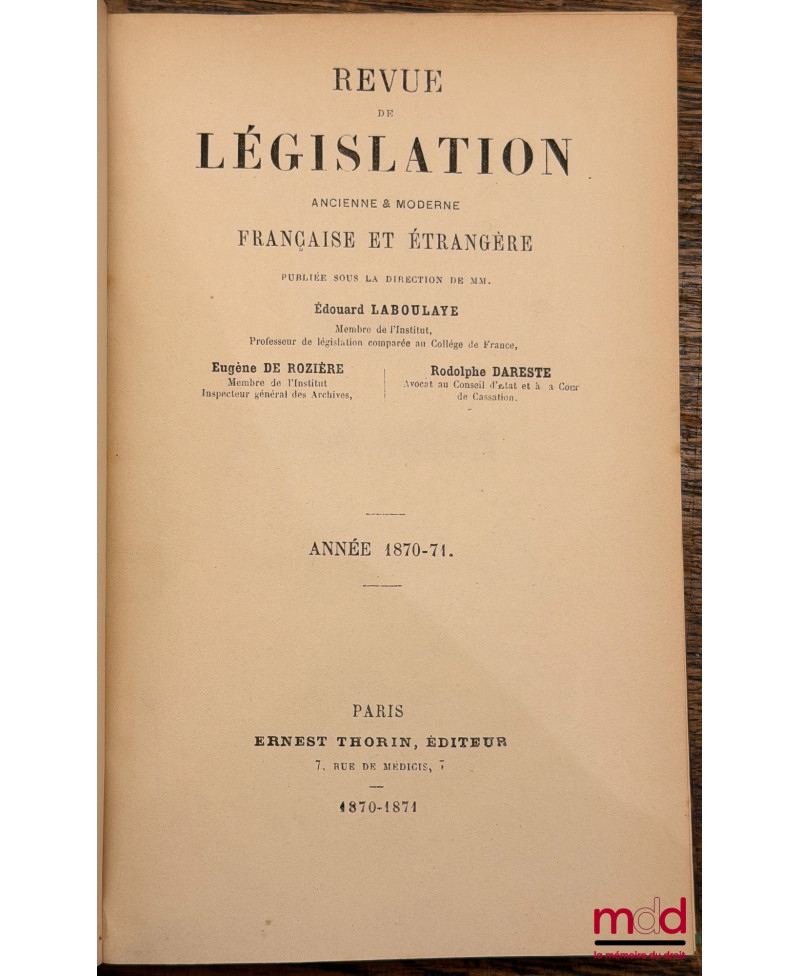 REVUE
DE
LÉGISLATION
ANCIENNE & MODERNE
FRANÇAISE ET ÉTRANGÈRE
PUBLIÉE SOUS LA DIRECTION DE MM.
Édouard LABOULAYE
Membre de l'Institut,
Professeur de législation comparée au Collége de France,
Eugène DE ROZIÈRE
Membre de l'Institut
Inspecteur général des Archives,
Rodolphe DARESTE
Avocat au Conseil d'Etat et à a Cour
de Cassation.
ANNÉE 1870-71.
PARIS
ERNEST THORIN, ÉDITEUR
7, RUE DE MÉDICIS, 7
1870-1871
mdd
la mémoire du droit